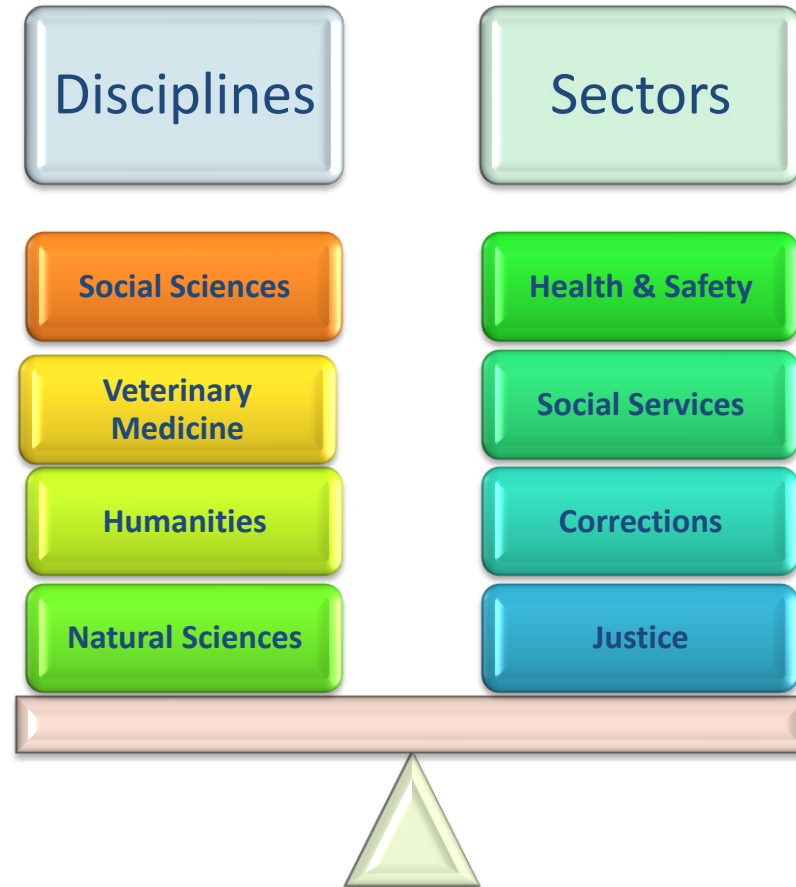 Disciplines
Social Sciences
Veterinary
Medicine
Humanities
Natural Sciences
Sectors
Health & Safety
Social Services
Corrections
Justice